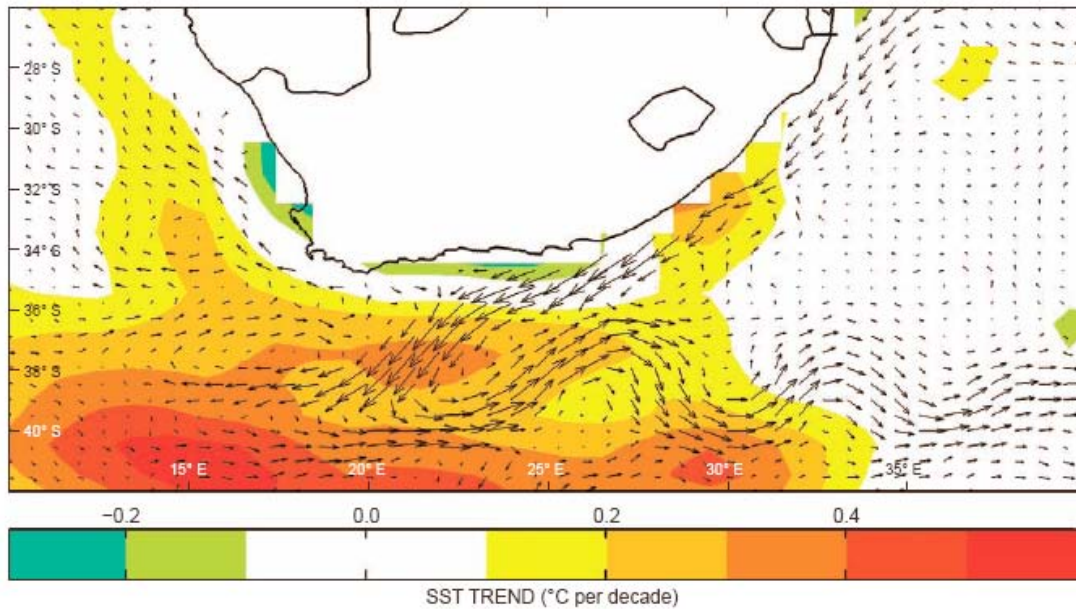 28° S
30° S
32° S
34° S
36° S
38° S
40° S
15° E 20° E 25° E 30° E 35° E
−0.2 0.0 0.2 0.4
SST TREND (°C per decade)